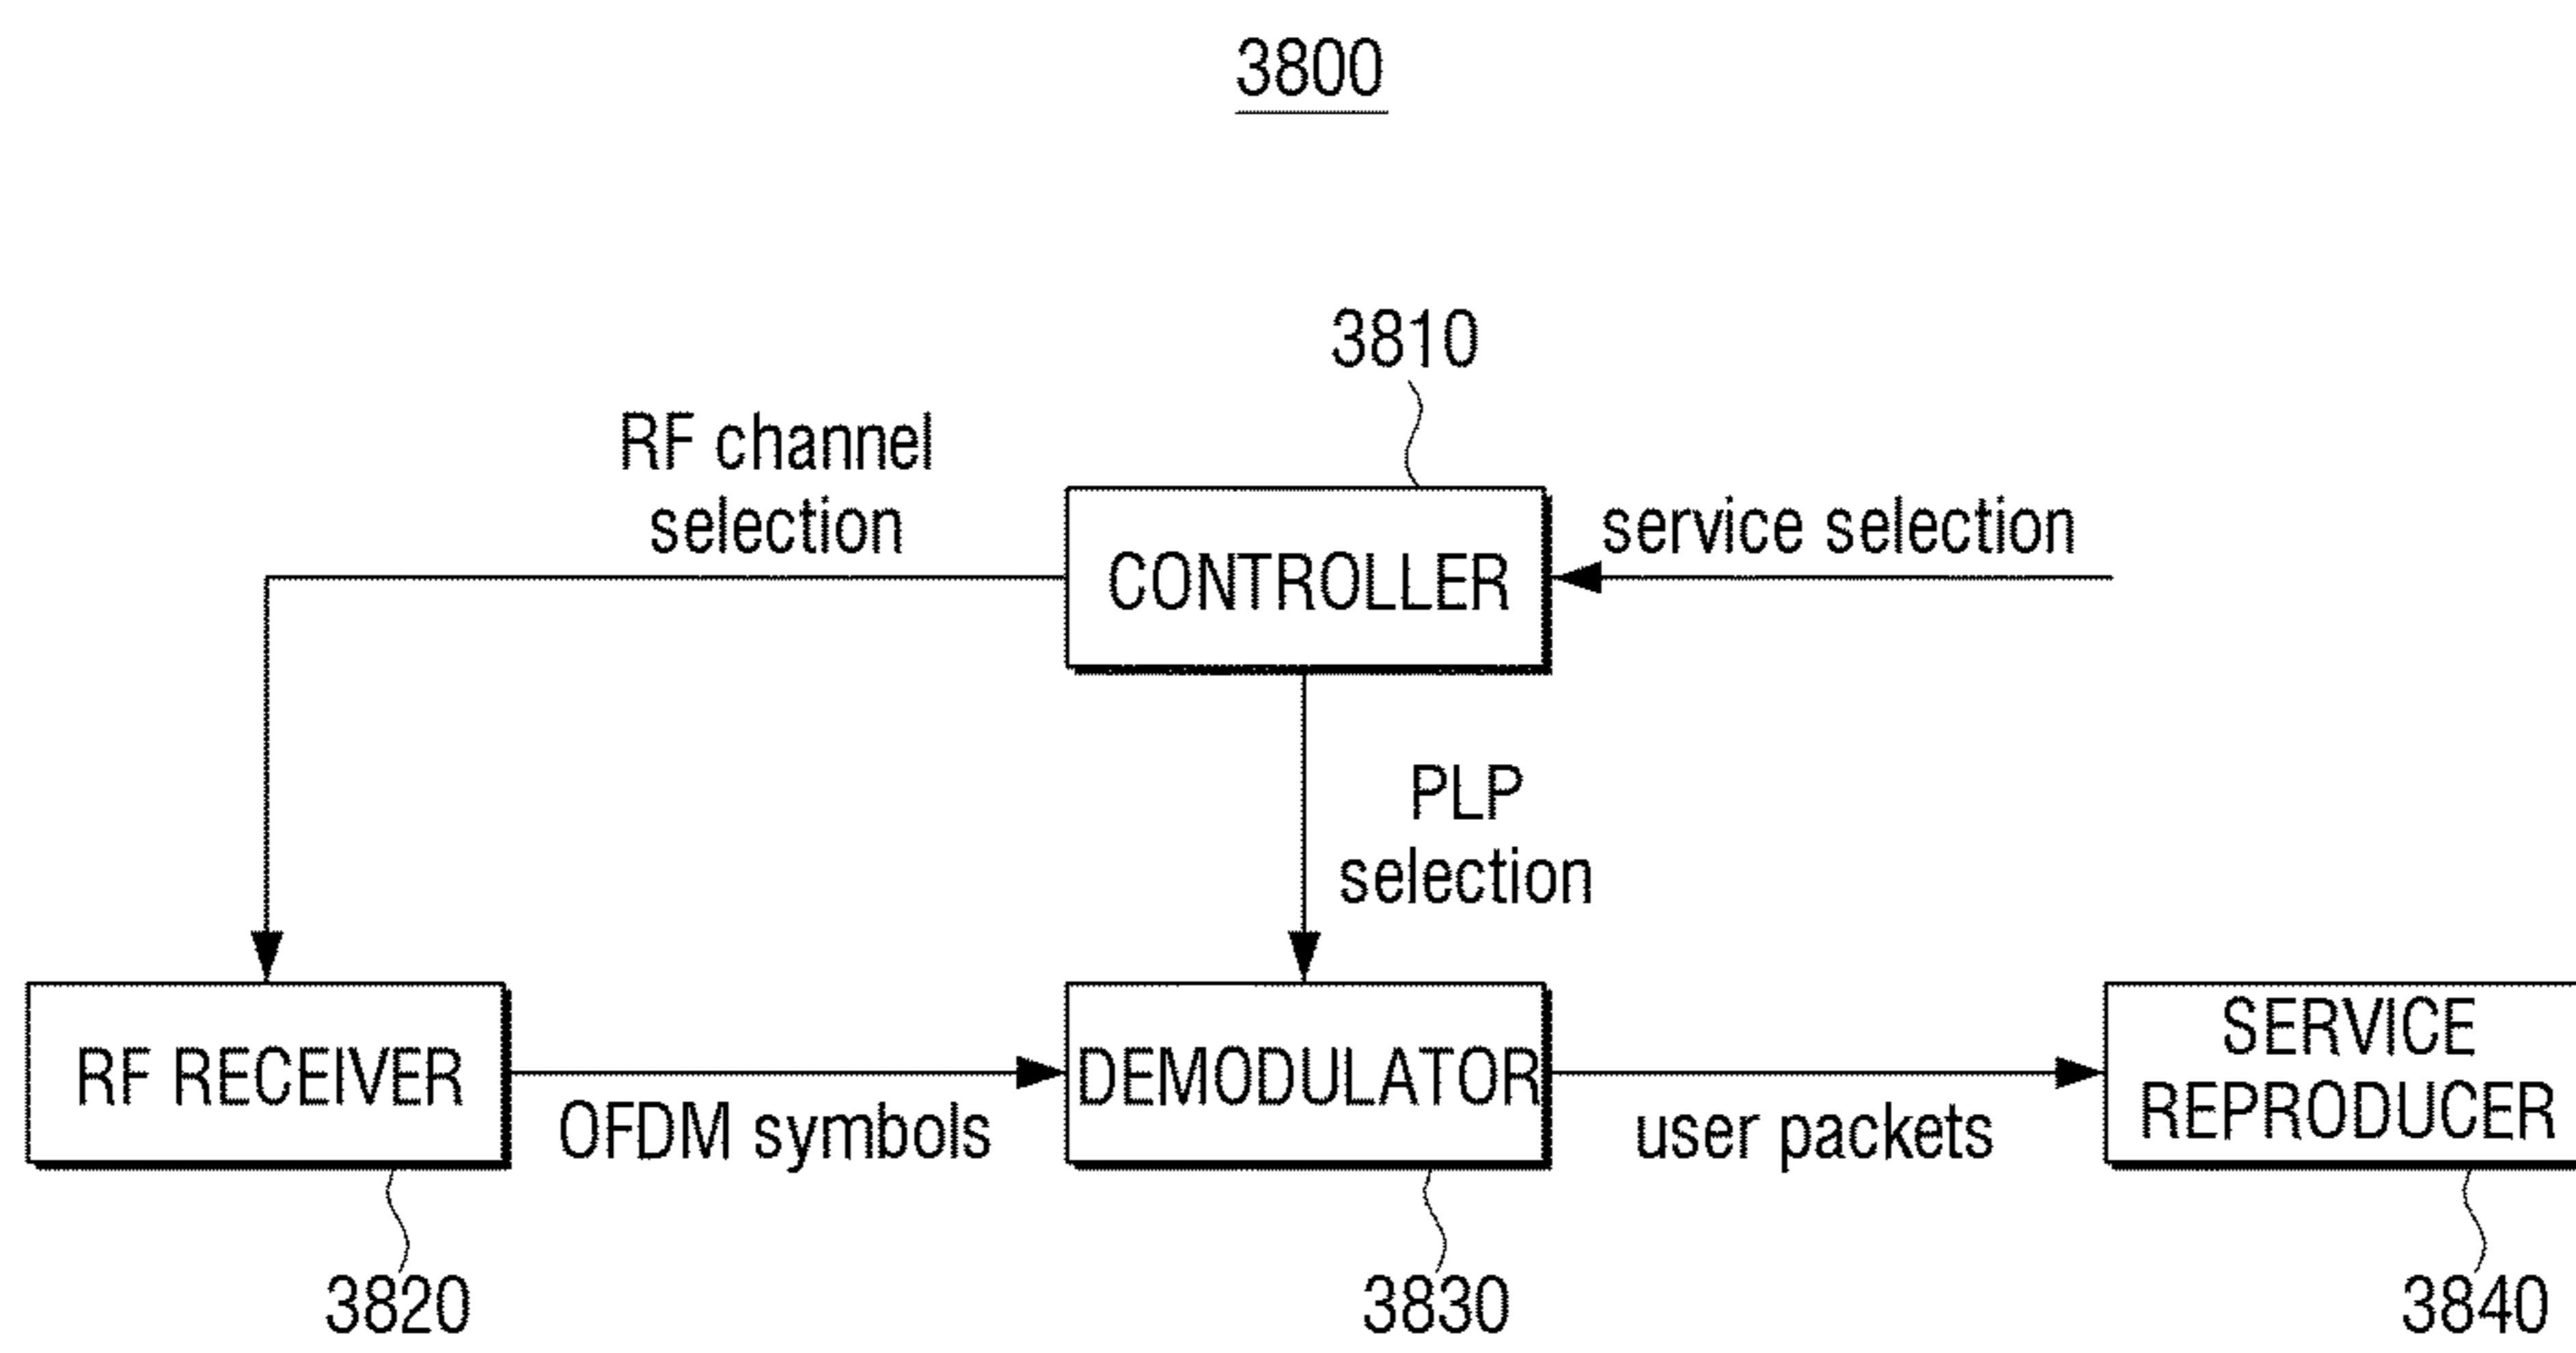 3800
3810
RF channel
selection
CONTROLLER
service selection
PLP
selection
RF RECEIVER
OFDM symbols
DEMODULATOR
user packets
SERVICE
REPRODUCER
3820
3830
3840